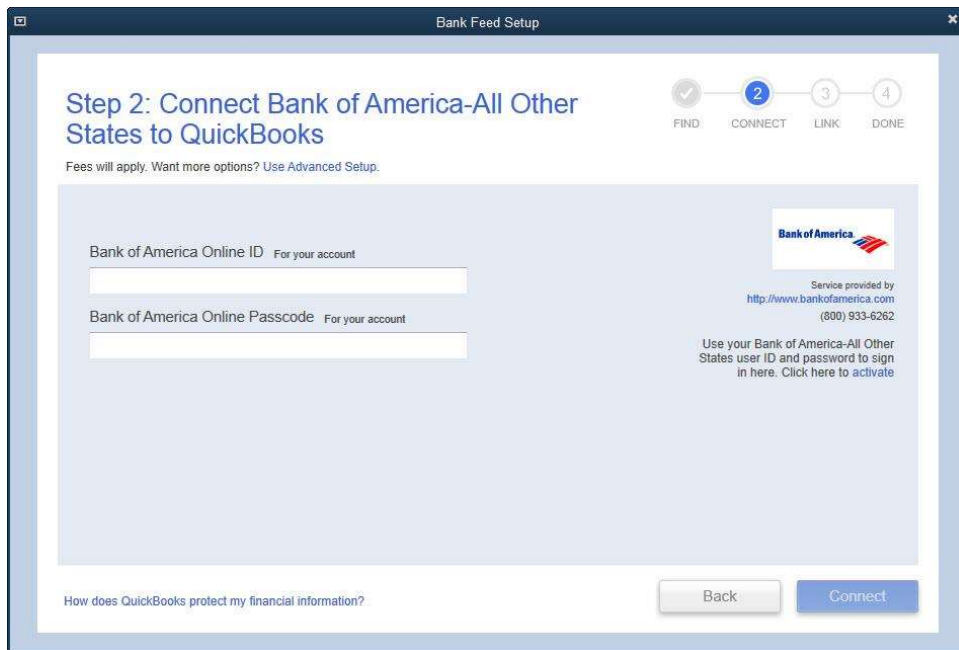 Bank Feed Setup
Step 2: Connect Bank of America-All Other
States to QuickBooks
2
3
4
FIND
CONNECT
LINK
DONE
Fees will apply. Want more options? Use Advanced Setup.
Bank of America Online ID For your account
Bank of America Online Passcode For your account
Bank of America
Service provided by
http://www.bankofamerica.com
(800) 933-6262
Use your Bank of America-All Other
States user ID and password to sign
in here. Click here to activate
How does QuickBooks protect my financial information?
Back
Connect